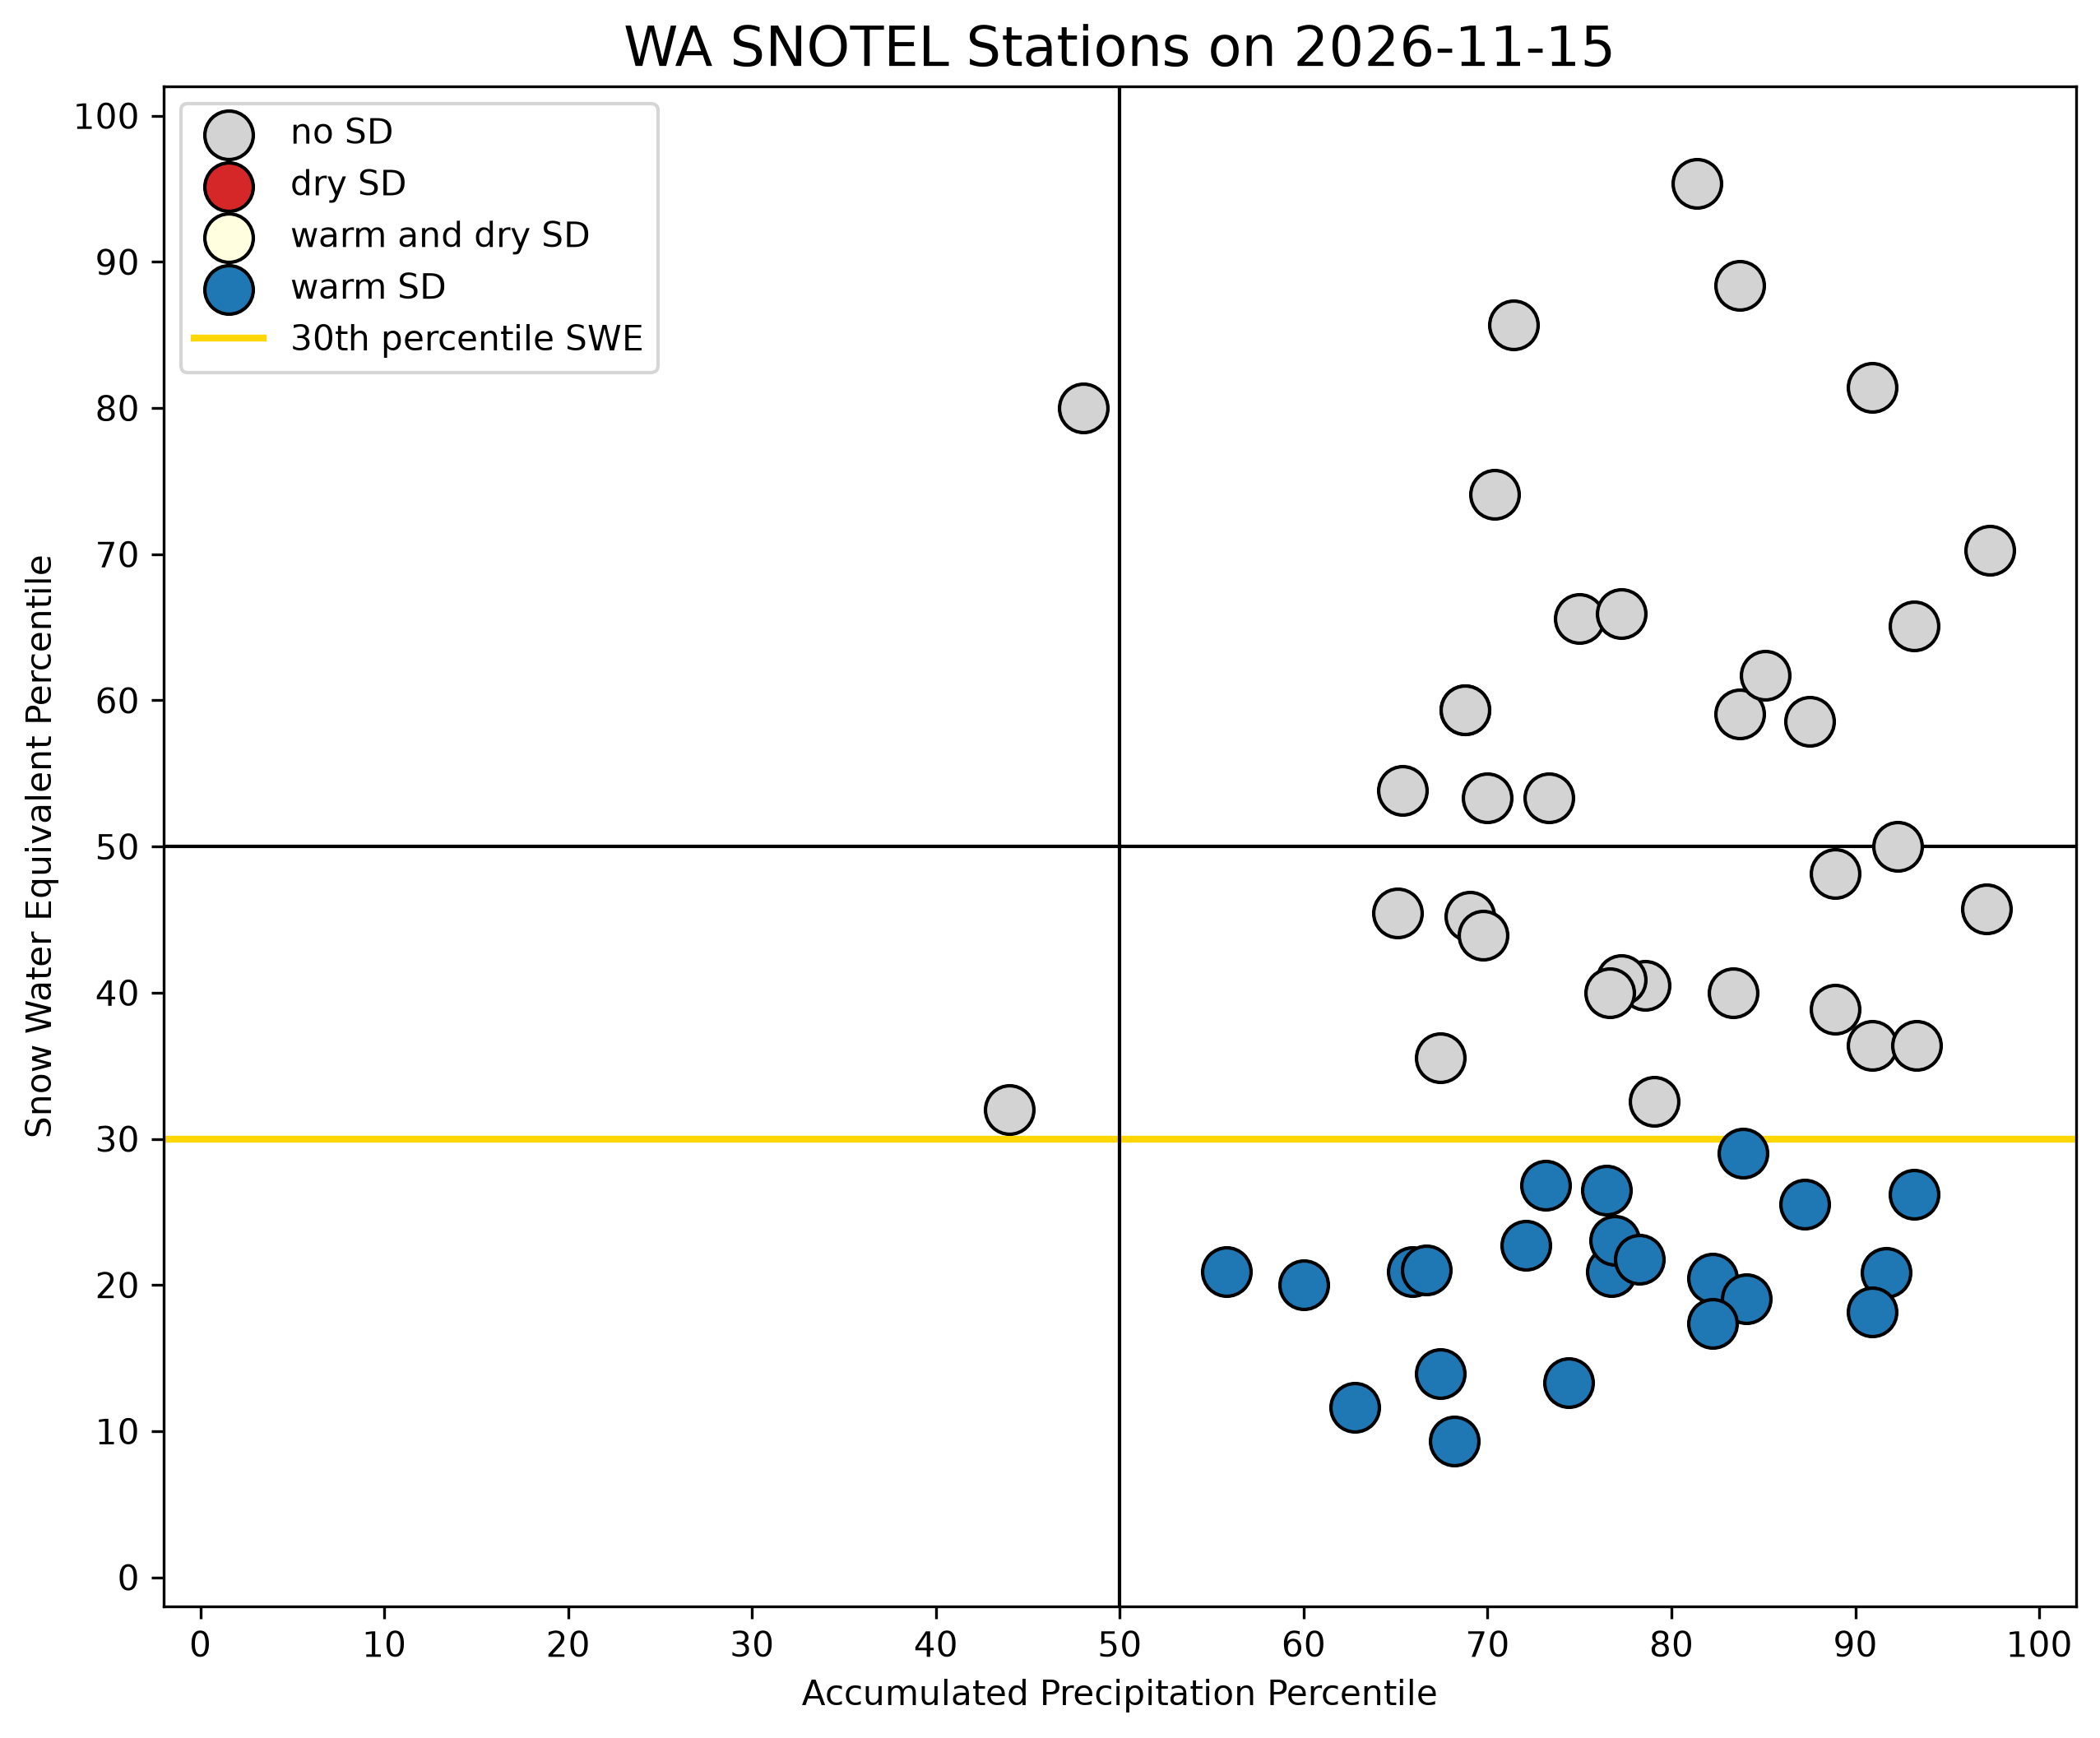 WA SNOTEL Stations on 2026-11-15
no SD
dry SD
warm and dry SD
warm SD
30th percentile SWE
Snow Water Equivalent Percentile
100
90
80
70
60
50
40
30
20
10
0
0 10 20 30 40 50 60 70 80 90 100
Accumulated Precipitation Percentile